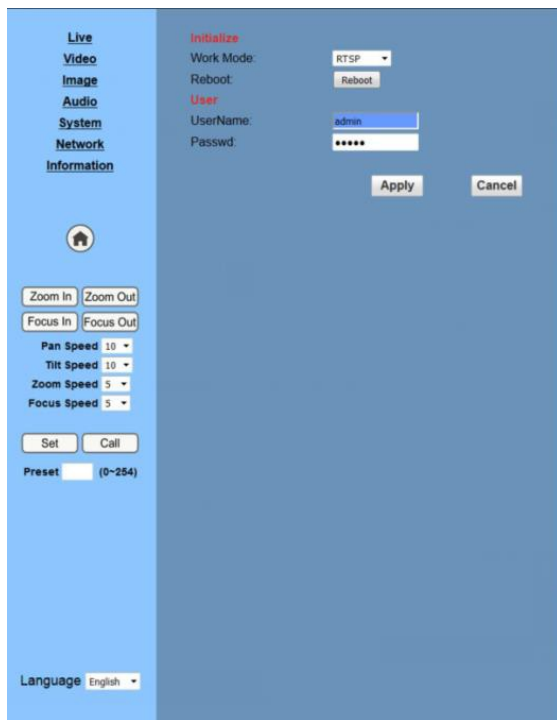 Live
Video
Image
Audio
System
Network
Information
Zoom In Zoom Out
Focus In Focus Out
Pan Speed 10
Tilt Speed 10
Zoom Speed 5
Focus Speed 5
Set Call
Preset (0~254)
Language English
Initialize
Work Mode: RTSP
Reboot: Reboot
User
UserName: admin
Passwd: •••••
Apply Cancel